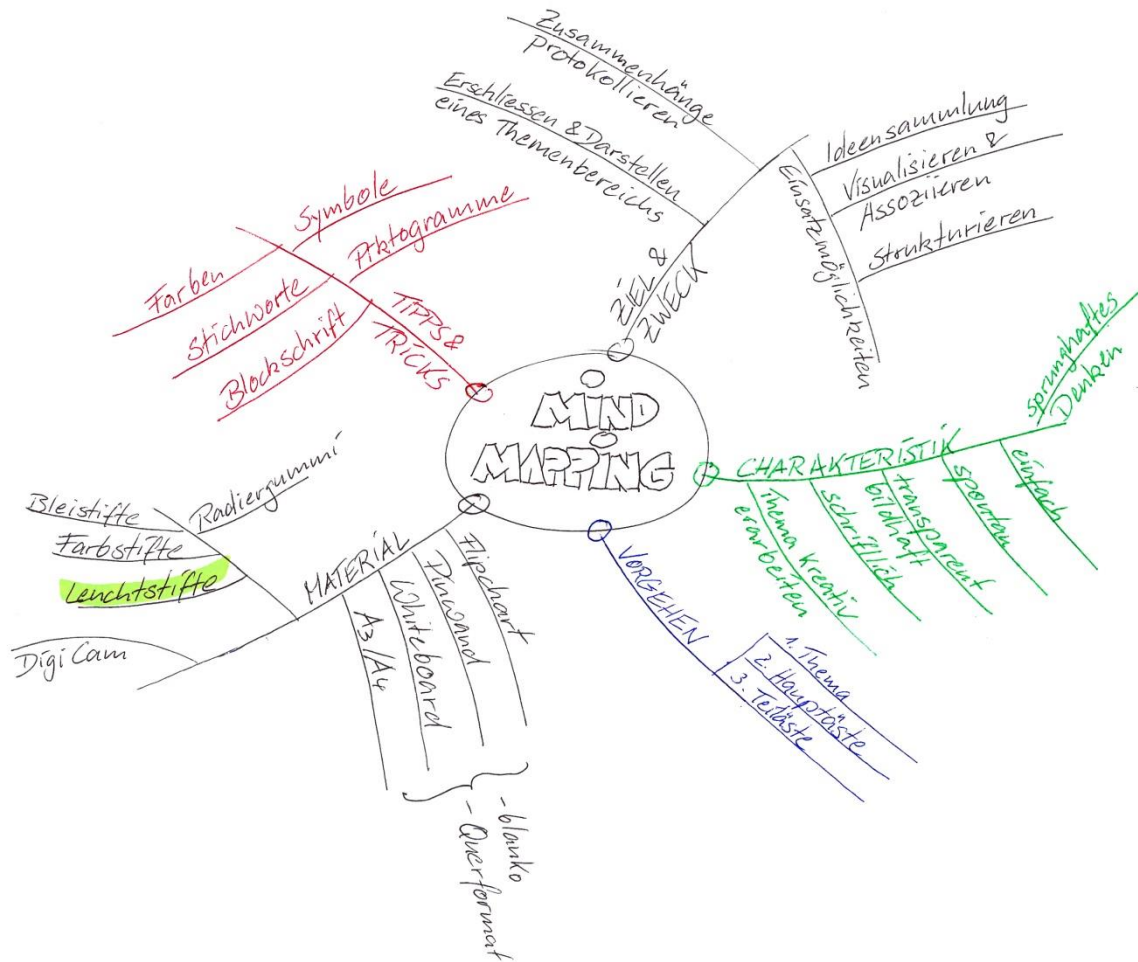 MIND
MAPPING
ZIEL &
ZWECK
Zusammenhänge
protokollieren
Erschliessen & Darstellen
eines Themenbereichs
Einsatzmöglichkeiten
Ideensammlung
Visualisieren &
Assoziieren
Strukturieren
CHARAKTERISTIK
sprunghaftes
Denken
einfach
spontan
transparent
bildhaft
schriftlich
Thema kreativ
erarbeiten
VORGEHEN
1. Thema
2. Hauptäste
3. Teiläste
MATERIAL
Flipchart
Pinwand
Whiteboard
A3/A4
- blanko
- Querformat
Radiergummi
Bleistifte
Farbstifte
Leuchtstifte
DigiCam
TIPPS &
TRICKS
Symbole
Piktogramme
Farben
Stichworte
Blockschrift